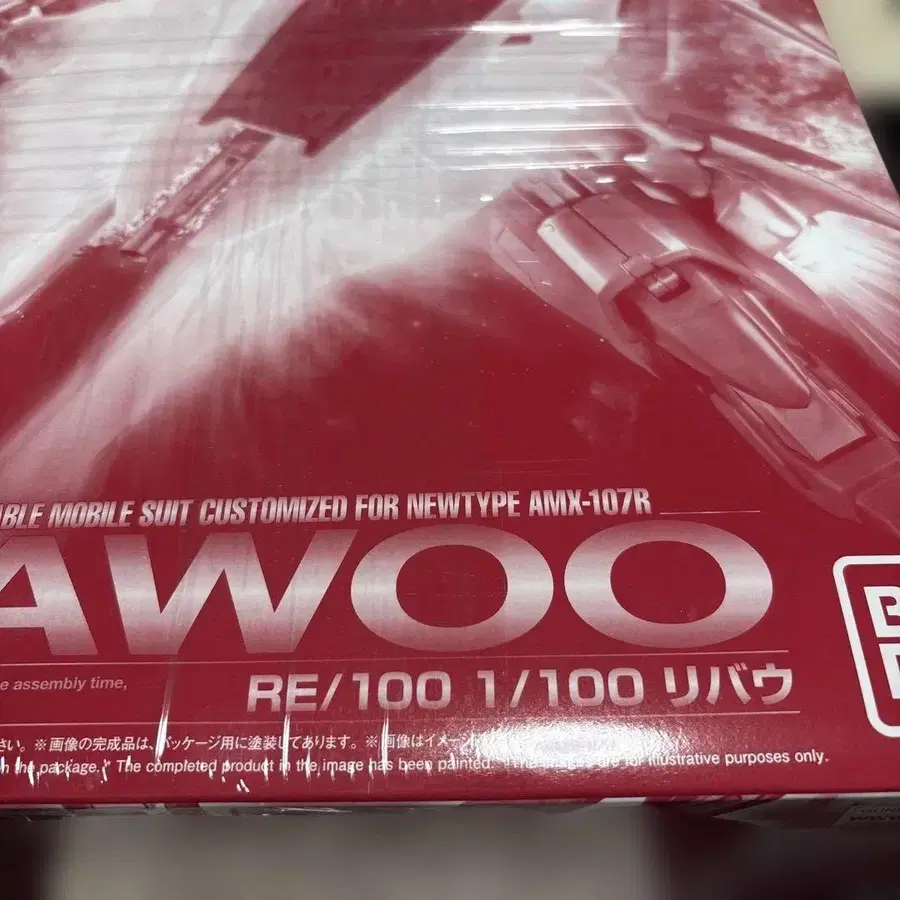 BLE MOBILE SUIT CUSTOMIZED FOR NEWTYPE AMX-107R
AWOO
B
RE/100 1/100 リバウ
e assembly time,
さい。※画像の完成品は、パッケージ用に塗装してあります。※画像はイメー
n the package. * The completed product in the image has been painted. * The images are for illustrative purposes only.